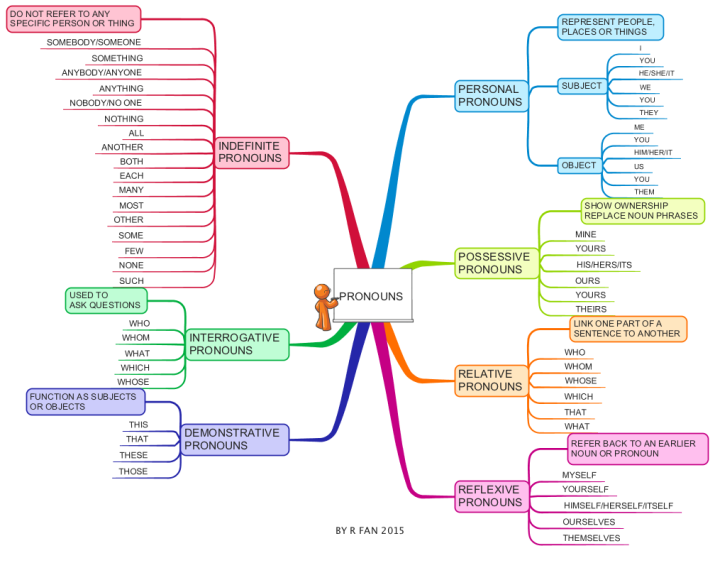 DO NOT REFER TO ANY
SPECIFIC PERSON OR THING
SOMEBODY/SOMEONE
SOMETHING
ANYBODY/ANYONE
ANYTHING
NOBODY/NO ONE
NOTHING
ALL
ANOTHER
BOTH
EACH
MANY
MOST
OTHER
SOME
FEW
NONE
SUCH
INDEFINITE
PRONOUNS
USED TO
ASK QUESTIONS
WHO
WHOM
WHAT
WHICH
WHOSE
INTERROGATIVE
PRONOUNS
FUNCTION AS SUBJECTS
OR OBJECTS
THIS
THAT
THESE
THOSE
DEMONSTRATIVE
PRONOUNS
PRONOUNS
PERSONAL
PRONOUNS
REPRESENT PEOPLE,
PLACES OR THINGS
SUBJECT
I
YOU
HE/SHE/IT
WE
YOU
THEY
OBJECT
ME
YOU
HIM/HER/IT
US
YOU
THEM
POSSESSIVE
PRONOUNS
SHOW OWNERSHIP
REPLACE NOUN PHRASES
MINE
YOURS
HIS/HERS/ITS
OURS
YOURS
THEIRS
RELATIVE
PRONOUNS
LINK ONE PART OF A
SENTENCE TO ANOTHER
WHO
WHOM
WHOSE
WHICH
THAT
WHAT
REFLEXIVE
PRONOUNS
REFER BACK TO AN EARLIER
NOUN OR PRONOUN
MYSELF
YOURSELF
HIMSELF/HERSELF/ITSELF
OURSELVES
THEMSELVES
BY R FAN 2015